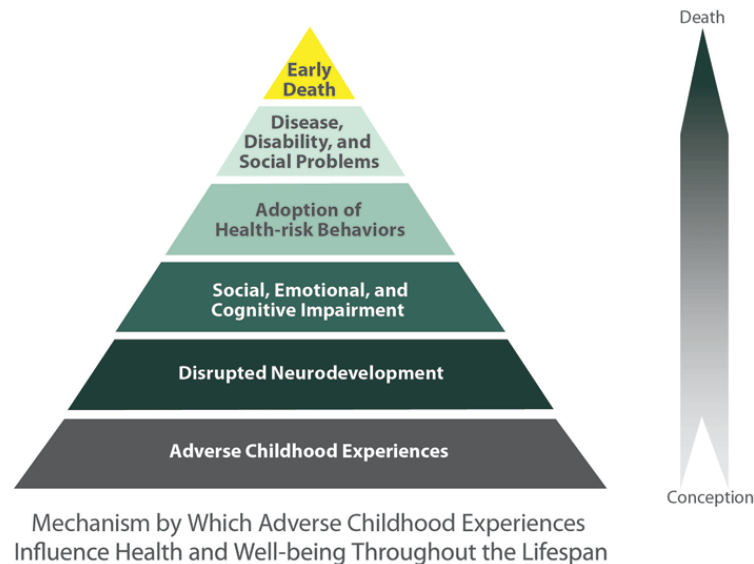 Death
Early
Death
Disease,
Disability, and
Social Problems
Adoption of
Health-risk Behaviors
Social, Emotional, and
Cognitive Impairment
Disrupted Neurodevelopment
Adverse Childhood Experiences
Conception
Mechanism by Which Adverse Childhood Experiences
Influence Health and Well-being Throughout the Lifespan